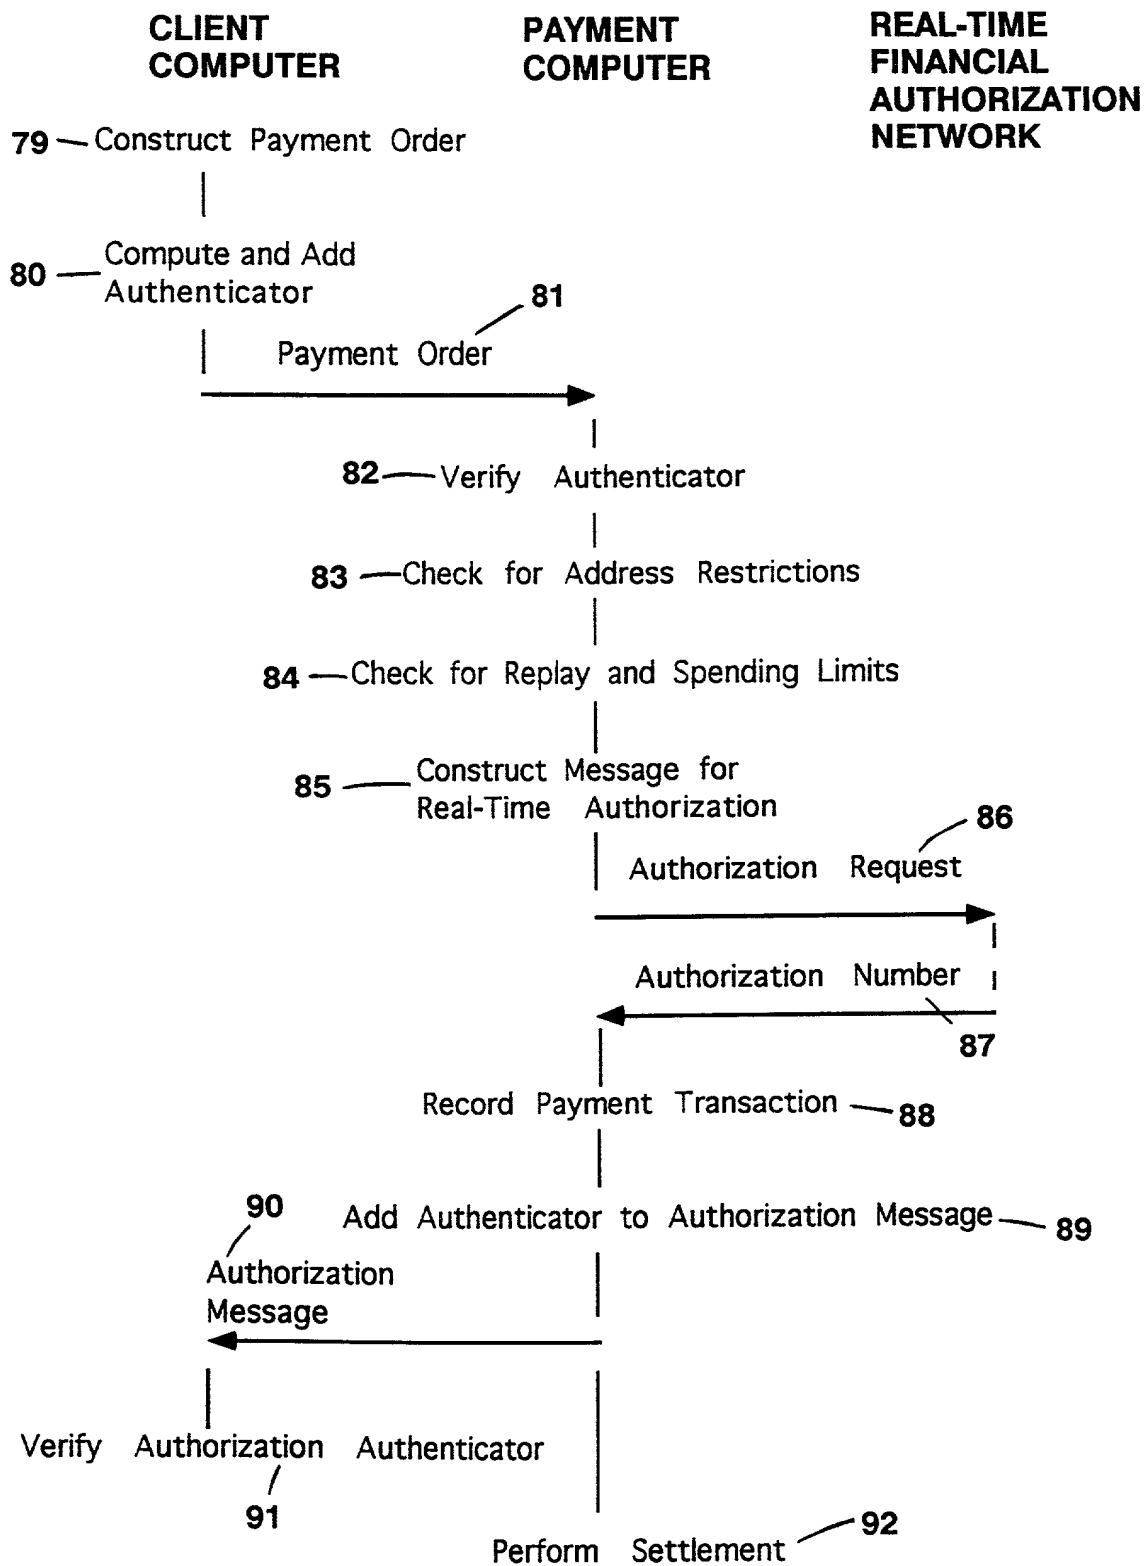 CLIENT
COMPUTER
PAYMENT
COMPUTER
REAL-TIME
FINANCIAL
AUTHORIZATION
NETWORK
79 Construct Payment Order
80 Compute and Add
Authenticator
81
Payment Order
82 Verify Authenticator
83 Check for Address Restrictions
84 Check for Replay and Spending Limits
85 Construct Message for
Real-Time Authorization
86
Authorization Request
Authorization Number
87
Record Payment Transaction 88
90
Add Authenticator to Authorization Message 89
Authorization
Message
Verify Authorization Authenticator
91
92
Perform Settlement